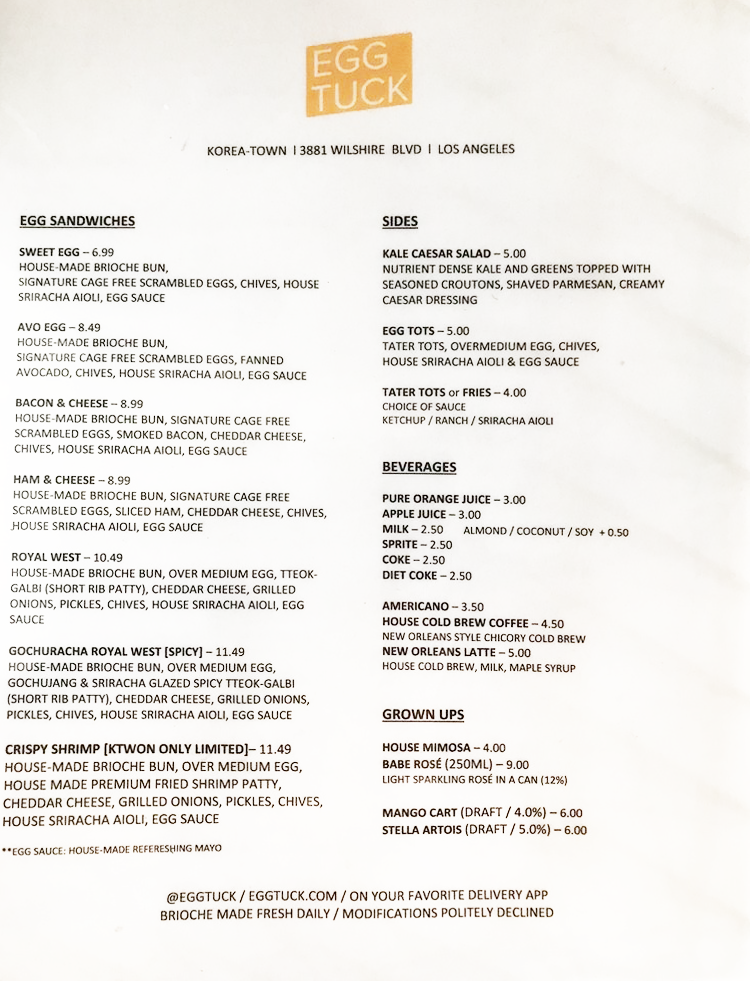 EGG
TUCK
KOREA-TOWN | 3881 WILSHIRE BLVD | LOS ANGELES
EGG SANDWICHES
SWEET EGG – 6.99
HOUSE-MADE BRIOCHE BUN,
SIGNATURE CAGE FREE SCRAMBLED EGGS, CHIVES, HOUSE
SRIRACHA AIOLI, EGG SAUCE
AVO EGG – 8.49
HOUSE-MADE BRIOCHE BUN,
SIGNATURE CAGE FREE SCRAMBLED EGGS, FANNED
AVOCADO, CHIVES, HOUSE SRIRACHA AIOLI, EGG SAUCE
BACON & CHEESE – 8.99
HOUSE-MADE BRIOCHE BUN, SIGNATURE CAGE FREE
SCRAMBLED EGGS, SMOKED BACON, CHEDDAR CHEESE,
CHIVES, HOUSE SRIRACHA AIOLI, EGG SAUCE
HAM & CHEESE – 8.99
HOUSE-MADE BRIOCHE BUN, SIGNATURE CAGE FREE
SCRAMBLED EGGS, SLICED HAM, CHEDDAR CHEESE, CHIVES,
HOUSE SRIRACHA AIOLI, EGG SAUCE
ROYAL WEST – 10.49
HOUSE-MADE BRIOCHE BUN, OVER MEDIUM EGG, TTEOK-
GALBI (SHORT RIB PATTY), CHEDDAR CHEESE, GRILLED
ONIONS, PICKLES, CHIVES, HOUSE SRIRACHA AIOLI, EGG
SAUCE
GOCHURACHA ROYAL WEST [SPICY] – 11.49
HOUSE-MADE BRIOCHE BUN, OVER MEDIUM EGG,
GOCHUJANG & SRIRACHA GLAZED SPICY TTEOK-GALBI
(SHORT RIB PATTY), CHEDDAR CHEESE, GRILLED ONIONS,
PICKLES, CHIVES, HOUSE SRIRACHA AIOLI, EGG SAUCE
CRISPY SHRIMP [KTWON ONLY LIMITED]– 11.49
HOUSE-MADE BRIOCHE BUN, OVER MEDIUM EGG,
HOUSE MADE PREMIUM FRIED SHRIMP PATTY,
CHEDDAR CHEESE, GRILLED ONIONS, PICKLES, CHIVES,
HOUSE SRIRACHA AIOLI, EGG SAUCE
**EGG SAUCE: HOUSE-MADE REFERESHING MAYO
SIDES
KALE CAESAR SALAD – 5.00
NUTRIENT DENSE KALE AND GREENS TOPPED WITH
SEASONED CROUTONS, SHAVED PARMESAN, CREAMY
CAESAR DRESSING
EGG TOTS – 5.00
TATER TOTS, OVERMEDIUM EGG, CHIVES,
HOUSE SRIRACHA AIOLI & EGG SAUCE
TATER TOTS or FRIES – 4.00
CHOICE OF SAUCE
KETCHUP / RANCH / SRIRACHA AIOLI
BEVERAGES
PURE ORANGE JUICE – 3.00
APPLE JUICE – 3.00
MILK – 2.50 ALMOND / COCONUT / SOY + 0.50
SPRITE – 2.50
COKE – 2.50
DIET COKE – 2.50
AMERICANO – 3.50
HOUSE COLD BREW COFFEE – 4.50
NEW ORLEANS STYLE CHICORY COLD BREW
NEW ORLEANS LATTE – 5.00
HOUSE COLD BREW, MILK, MAPLE SYRUP
GROWN UPS
HOUSE MIMOSA – 4.00
BABE ROSÉ (250ML) – 9.00
LIGHT SPARKLING ROSÉ IN A CAN (12%)
MANGO CART (DRAFT / 4.0%) – 6.00
STELLA ARTOIS (DRAFT / 5.0%) – 6.00
@EGGTUCK / EGGTUCK.COM / ON YOUR FAVORITE DELIVERY APP
BRIOCHE MADE FRESH DAILY / MODIFICATIONS POLITELY DECLINED